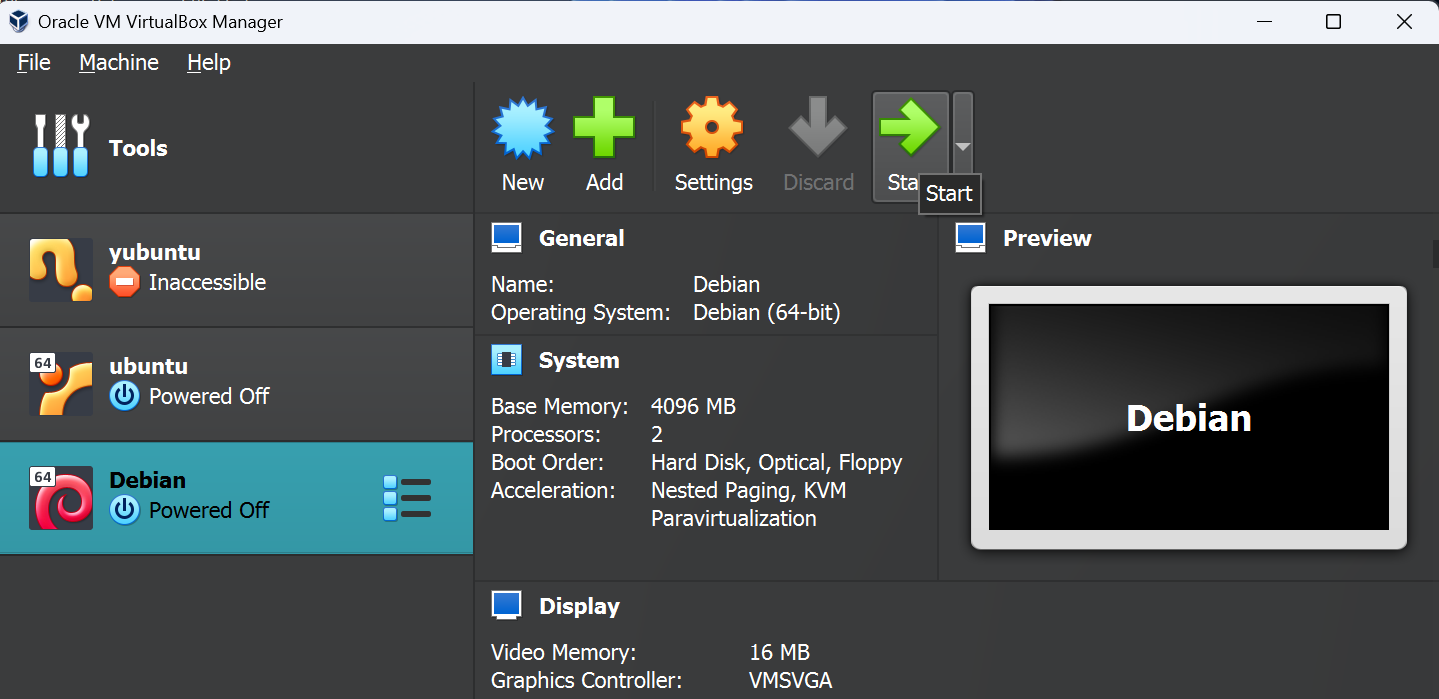 Oracle VM VirtualBox Manager
File Machine Help
Tools
New Add Settings Discard Sta
Start
yubuntu
Inaccessible
64
ubuntu
Powered Off
64
Debian
Powered Off
General
Name: Debian
Operating System: Debian (64-bit)
System
Base Memory: 4096 MB
Processors: 2
Boot Order: Hard Disk, Optical, Floppy
Acceleration: Nested Paging, KVM
Paravirtualization
Display
Video Memory: 16 MB
Graphics Controller: VMSVGA
Preview
Debian